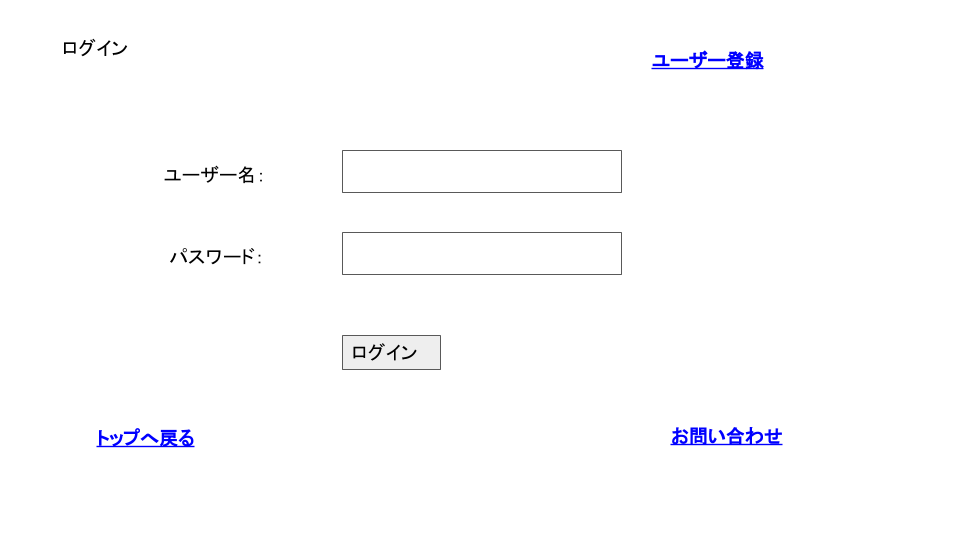 ログイン
ユーザー登録
ユーザー名：
パスワード：
ログイン
トップへ戻る
お問い合わせ